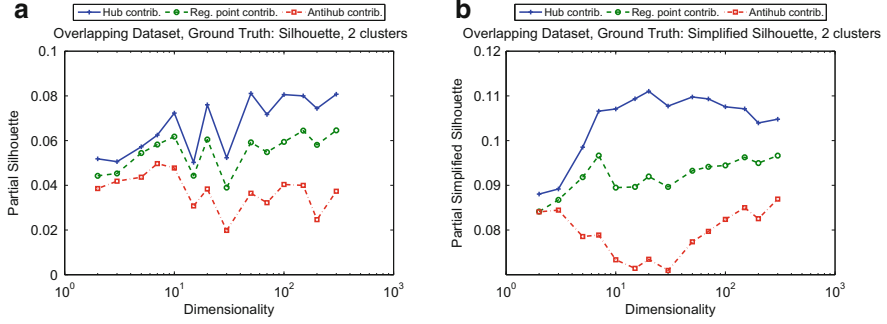 a
Hub contrib. Reg. point contrib. Antihub contrib.
Overlapping Dataset, Ground Truth: Silhouette, 2 clusters
Partial Silhouette
0.1
0.08
0.06
0.04
0.02
0
10^0 10^1 10^2 10^3
Dimensionality
b
Hub contrib. Reg. point contrib. Antihub contrib.
Overlapping Dataset, Ground Truth: Simplified Silhouette, 2 clusters
Partial Simplified Silhouette
0.12
0.11
0.1
0.09
0.08
10^0 10^1 10^2 10^3
Dimensionality